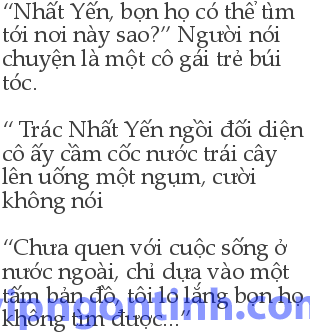 “Nhất Yến, bọn họ có thể tìm
tới nơi này sao?” Người nói
chuyện là một cô gái trẻ búi
tóc.
“ Trác Nhất Yến ngồi đối diện
cô ấy cầm cốc nước trái cây
lên uống một ngụm, cười
không nói
“Chưa quen với cuộc sống ở
nước ngoài, chỉ dựa vào một
tấm bản đồ, tôi lo lắng bọn họ
không tìm được...”
vipngontinh.com